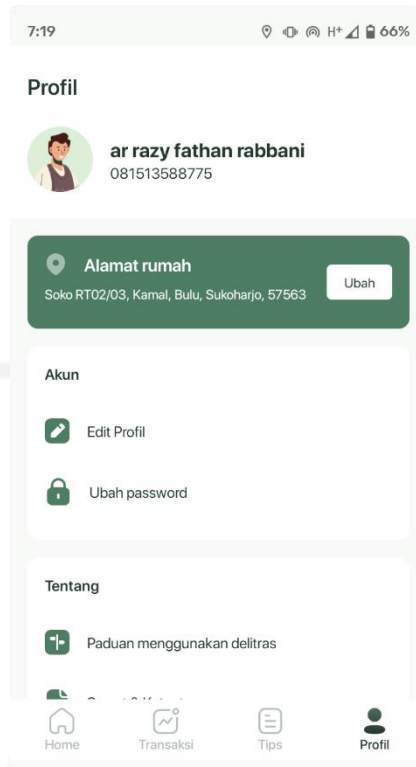 7:19
H+ 66%
Profil
ar razy fathan rabbani
081513588775
Alamat rumah
Soko RT02/03, Kamal, Bulu, Sukoharjo, 57563
Ubah
Akun
Edit Profil
Ubah password
Tentang
Paduan menggunakan delitras
Home
Transaksi
Tips
Profil